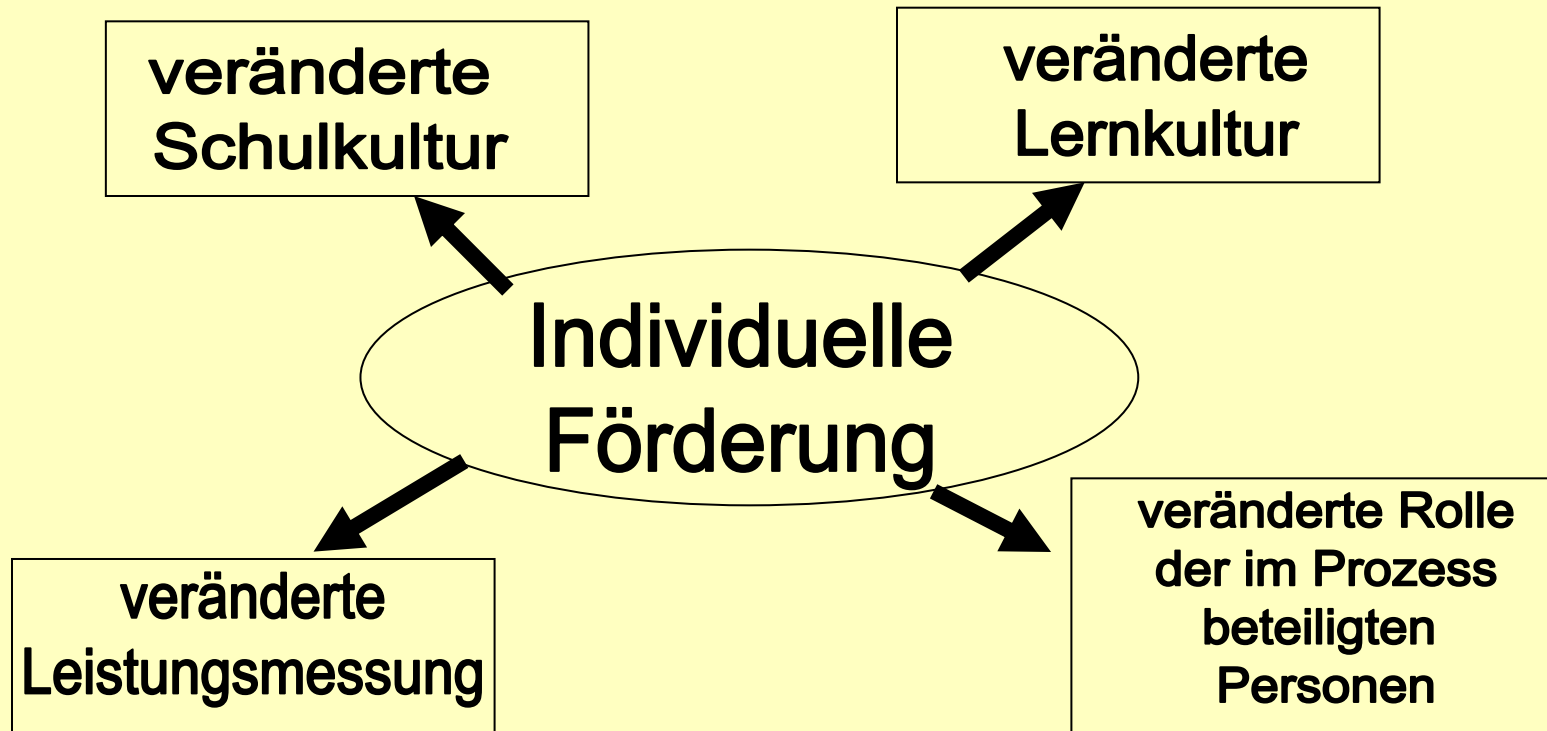 veränderte
Schulkultur
veränderte
Lernkultur
Individuelle
Förderung
veränderte
Leistungsmessung
veränderte Rolle
der im Prozess
beteiligten
Personen